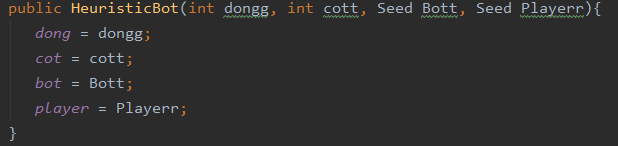 public HeuristicBot(int dongg, int cott, Seed Bott, Seed Playerr){
dong = dongg;
cot = cott;
bot = Bott;
player = Playerr;
}